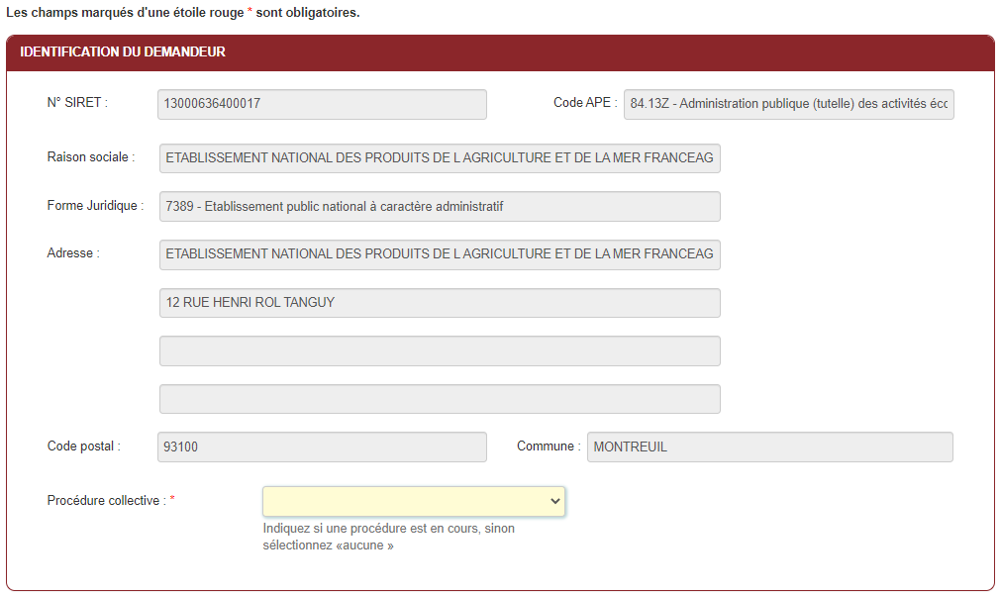 Les champs marqués d'une étoile rouge * sont obligatoires.
IDENTIFICATION DU DEMANDEUR
N° SIRET : 13000636400017 Code APE : 84.13Z - Administration publique (tutelle) des activités éco
Raison sociale : ETABLISSEMENT NATIONAL DES PRODUITS DE L AGRICULTURE ET DE LA MER FRANCEAG
Forme Juridique : 7389 - Etablissement public national à caractère administratif
Adresse : ETABLISSEMENT NATIONAL DES PRODUITS DE L AGRICULTURE ET DE LA MER FRANCEAG
12 RUE HENRI ROL TANGUY
Code postal : 93100 Commune : MONTREUIL
Procédure collective : *
Indiquez si une procédure est en cours, sinon
sélectionnez «aucune »